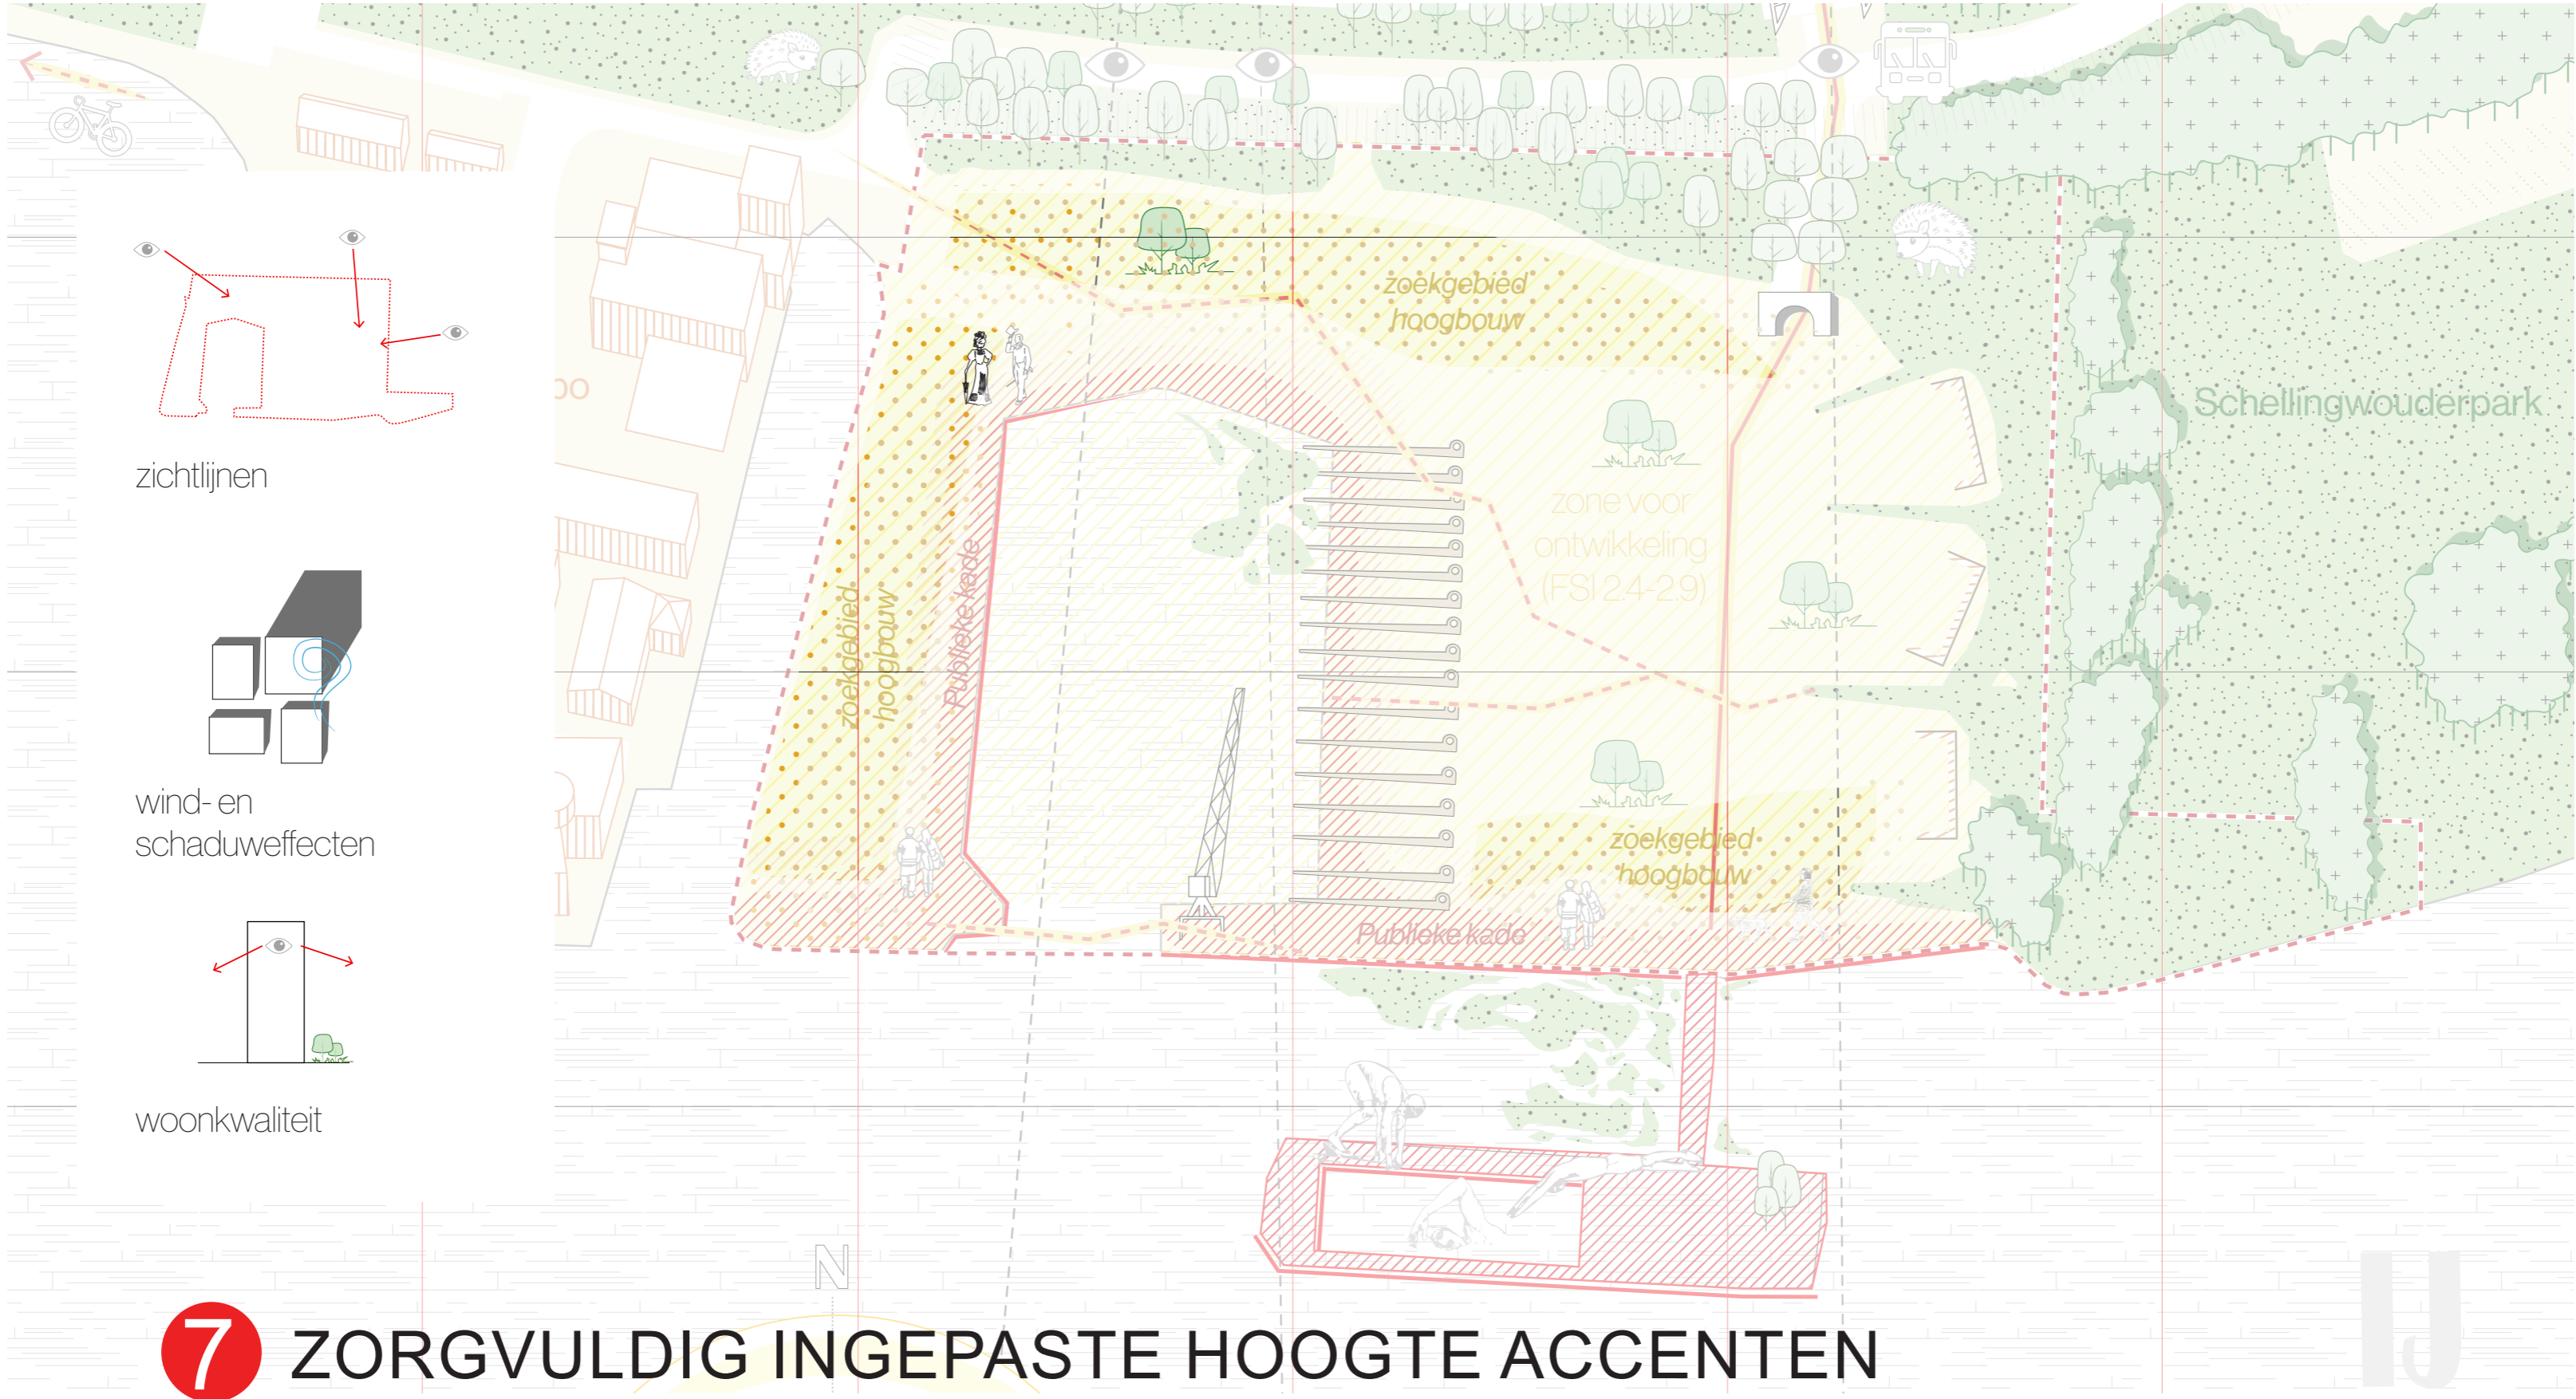 zichtlijnen
wind- en
schaduweffecten
woonkwaliteit
bo
zoekgebied
hoogbouw
Schellingwouderpark
zone voor
ontwikkeling
(FSI 2.4-2.9)
zoekgebied
hoogbouw
Publieke kade
zoekgebied
hoogbouw
Publieke kade
N
IJ
7 ZORGVULDIG INGEPASTE HOOGTE ACCENTEN